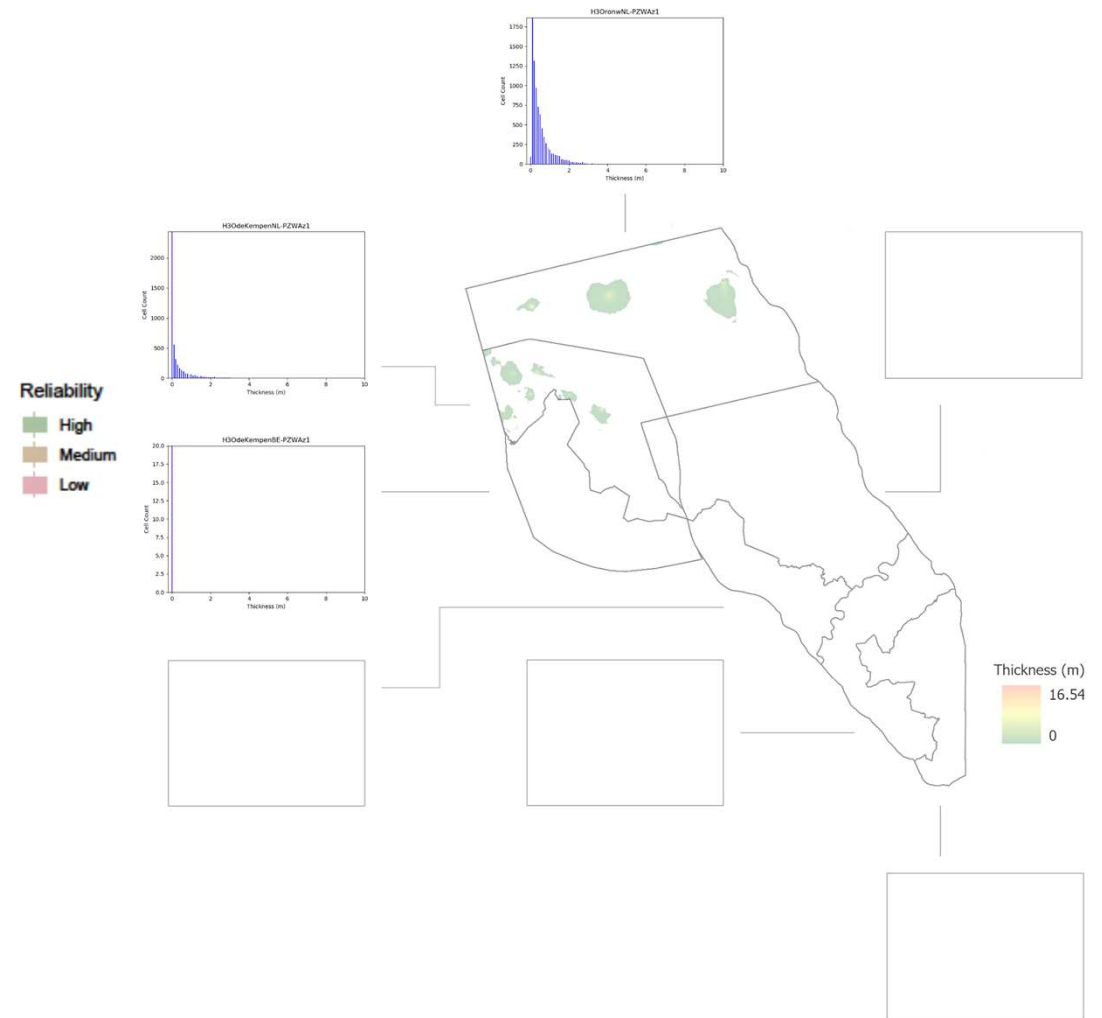 H3OronwNL-PZWAz1
1750
1500
1250
1000
750
500
250
0
Cell Count
0 2 4 6 8 10
Thickness (m)
H3OdeKempenNL-PZWAz1
2000
1500
1000
500
0
Cell Count
0 2 4 6 8 10
Thickness (m)
Reliability
High
Medium
Low
H3OdeKempenBE-PZWAz1
20.0
17.5
15.0
12.5
10.0
7.5
5.0
2.5
0.0
Cell Count
0 2 4 6 8 10
Thickness (m)
Thickness (m)
16.54
0